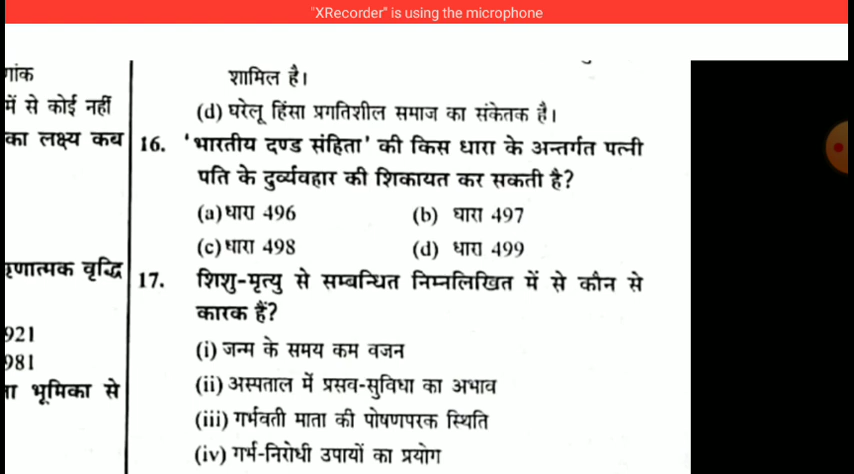 "XRecorder" is using the microphone
में से कोई नहीं
का लक्ष्य कब
वृद्धि
921
981
भूमिका से
शामिल है।
(d) घरेलू हिंसा प्रगतिशील समाज का संकेतक है।
16. 'भारतीय दण्ड संहिता' की किस धारा के अन्तर्गत पत्नी
पति के दुर्व्यवहार की शिकायत कर सकती है?
(a) धारा 496 (b) धारा 497
(c) धारा 498 (d) धारा 499
17. शिशु-मृत्यु से सम्बन्धित निम्नलिखित में से कौन से
कारक हैं?
(i) जन्म के समय कम वजन
(ii) अस्पताल में प्रसव-सुविधा का अभाव
(iii) गर्भवती माता की पोषणपरक स्थिति
(iv) गर्भ-निरोधी उपायों का प्रयोग